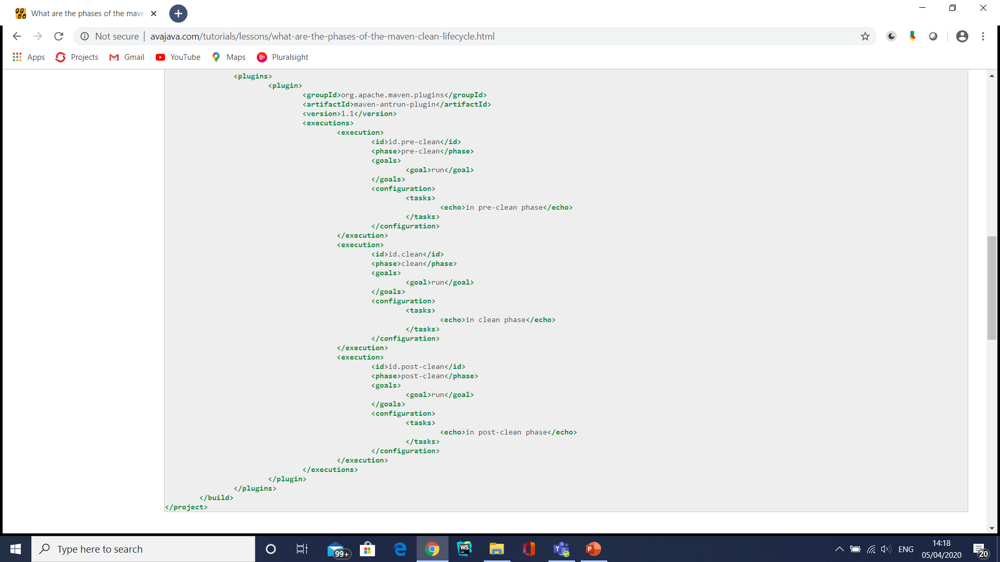 What are the phases of the mave
Not secure | avajava.com/tutorials/lessons/what-are-the-phases-of-the-maven-clean-lifecycle.html
Apps Projects Gmail YouTube Maps Pluralsight
<plugins>
<plugin>
<groupId>org.apache.maven.plugins</groupId>
<artifactId>maven-antrun-plugin</artifactId>
<version>1.1</version>
<executions>
<execution>
<id>id.pre-clean</id>
<phase>pre-clean</phase>
<goals>
<goal>run</goal>
</goals>
<configuration>
<tasks>
<echo>in pre-clean phase</echo>
</tasks>
</configuration>
</execution>
<execution>
<id>id.clean</id>
<phase>clean</phase>
<goals>
<goal>run</goal>
</goals>
<configuration>
<tasks>
<echo>in clean phase</echo>
</tasks>
</configuration>
</execution>
<execution>
<id>id.post-clean</id>
<phase>post-clean</phase>
<goals>
<goal>run</goal>
</goals>
<configuration>
<tasks>
<echo>in post-clean phase</echo>
</tasks>
</configuration>
</execution>
</executions>
</plugin>
</plugins>
</build>
</project>
Type here to search
99+
WS
T
P
ENG
14:18
05/04/2020
20